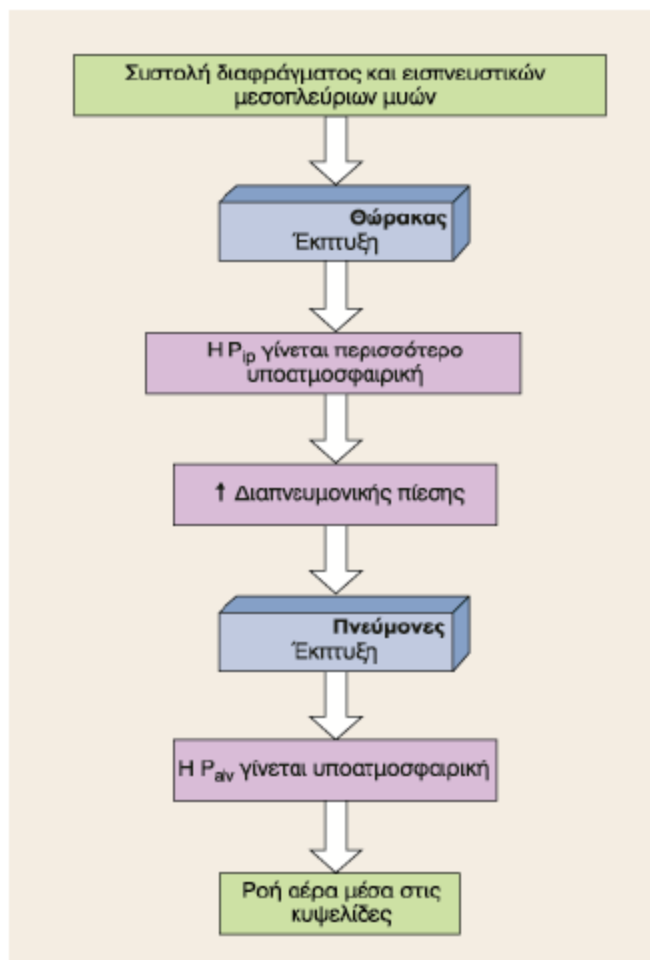 Συστολή διαφράγματος και εισπνευστικών
μεσοπλεύριων μυών
Θώρακας
Έκπτυξη
Η Pip γίνεται περισσότερο
υποατμοσφαιρική
↑ Διαπνευμονικής πίεσης
Πνεύμονες
Έκπτυξη
Η Palv γίνεται υποατμοσφαιρική
Ροή αέρα μέσα στις
κυψελίδες